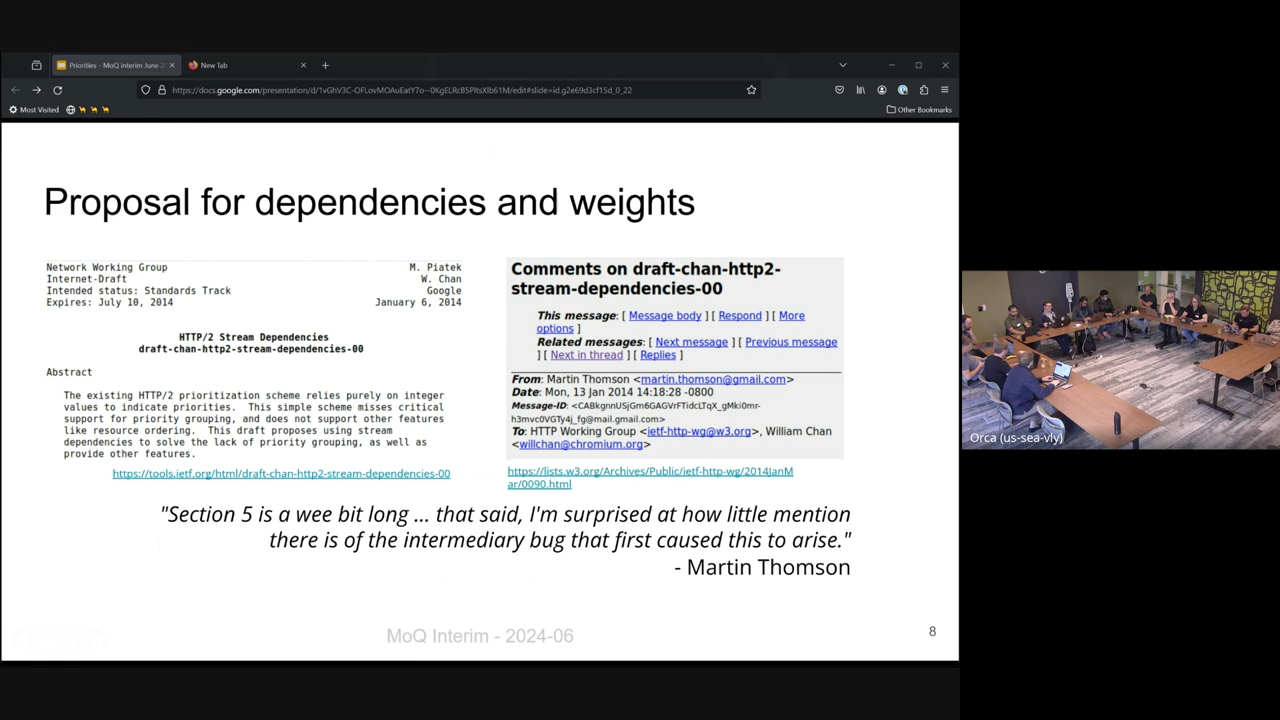 Priorities - MoQ interim June 2
New Tab
https://docs.google.com/presentation/d/1vGhV3C-OFLovMOAuEatY7o--0KgELRcB5PltsXlb61M/edit#slide=id.g2e69d3cf15d_0_22
Most Visited
Other Bookmarks
Proposal for dependencies and weights
Network Working Group M. Piatek
Internet-Draft W. Chan
Intended status: Standards Track Google
Expires: July 10, 2014 January 6, 2014
HTTP/2 Stream Dependencies
draft-chan-http2-stream-dependencies-00
Abstract
The existing HTTP/2 prioritization scheme relies purely on integer
values to indicate priorities. This simple scheme misses critical
support for priority grouping, and does not support other features
like resource ordering. This draft proposes using stream
dependencies to solve the lack of priority grouping, as well as
provide other features.
https://tools.ietf.org/html/draft-chan-http2-stream-dependencies-00
Comments on draft-chan-http2-
stream-dependencies-00
This message: [ Message body ] [ Respond ] [ More
options ]
Related messages: [ Next message ] [ Previous message
] [ Next in thread ] [ Replies ]
From: Martin Thomson <martin.thomson@gmail.com>
Date: Mon, 13 Jan 2014 14:18:28 -0800
Message-ID: <CABkgnnUSjGm6GAGVrFTidcLTqX_gMki0mr-
h3mvc0VGTy4j_fg@mail.gmail.com>
To: HTTP Working Group <ietf-http-wg@w3.org>, William Chan
<willchan@chromium.org>
https://lists.w3.org/Archives/Public/ietf-http-wg/2014JanM
ar/0090.html
"Section 5 is a wee bit long ... that said, I'm surprised at how little mention
there is of the intermediary bug that first caused this to arise."
- Martin Thomson
MoQ Interim - 2024-06
8
Orca (us-sea-vly)